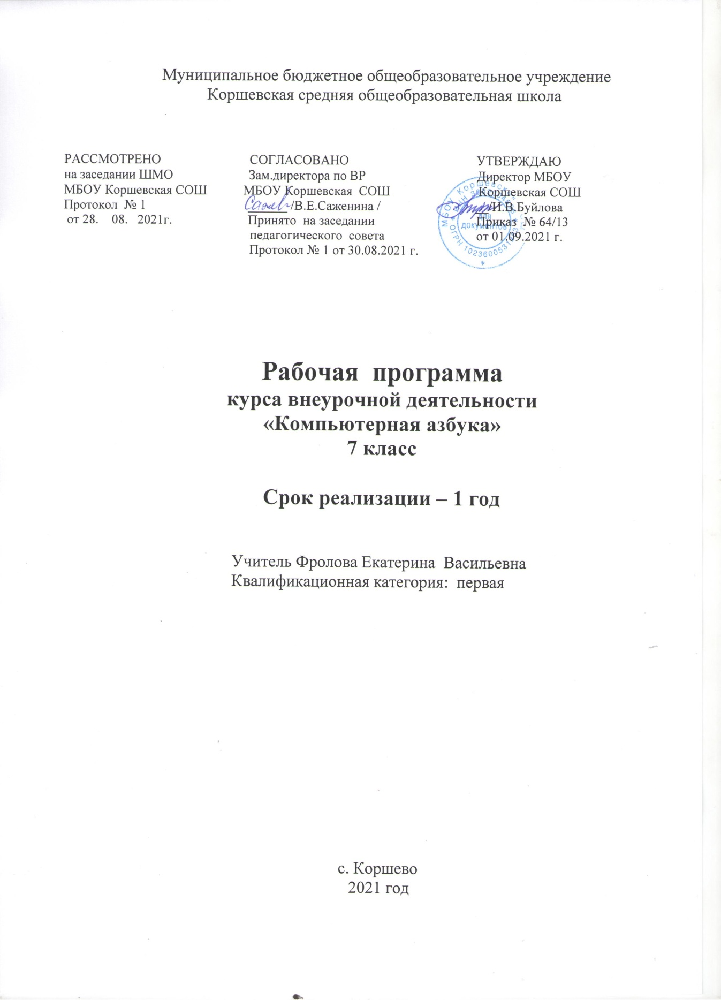 Муниципальное бюджетное общеобразовательное учреждение
Коршевская средняя общеобразовательная школа
РАССМОТРЕНО
на заседании ШМО
МБОУ Коршевская СОШ
Протокол № 1
от 28. 08. 2021г.
СОГЛАСОВАНО
Зам.директора по ВР
МБОУ Коршевская СОШ
/В.Е.Саженина /
Принято на заседании
педагогического совета
Протокол № 1 от 30.08.2021 г.
УТВЕРЖДАЮ
Директор МБОУ
Коршевская СОШ
/И.В.Буйлова
Приказ № 64/13
от 01.09.2021 г.
МБОУ Коршевск
ОГРН
для
документов
Рабочая программа
курса внеурочной деятельности
«Компьютерная азбука»
7 класс
Срок реализации – 1 год
Учитель Фролова Екатерина Васильевна
Квалификационная категория: первая
с. Коршево
2021 год